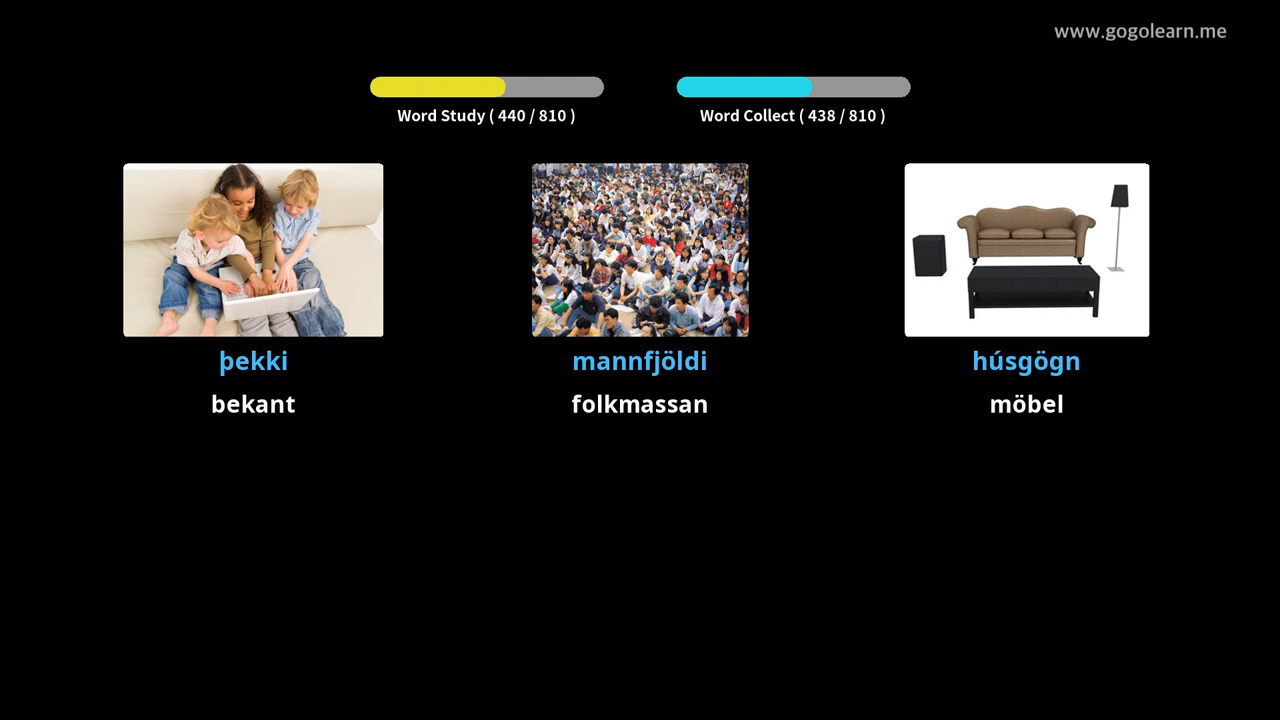 www.gogolearn.me
Word Study ( 440 / 810 )
Word Collect ( 438 / 810 )
þekki
mannfjöldi
húsgögn
bekant
folkmassan
möbel